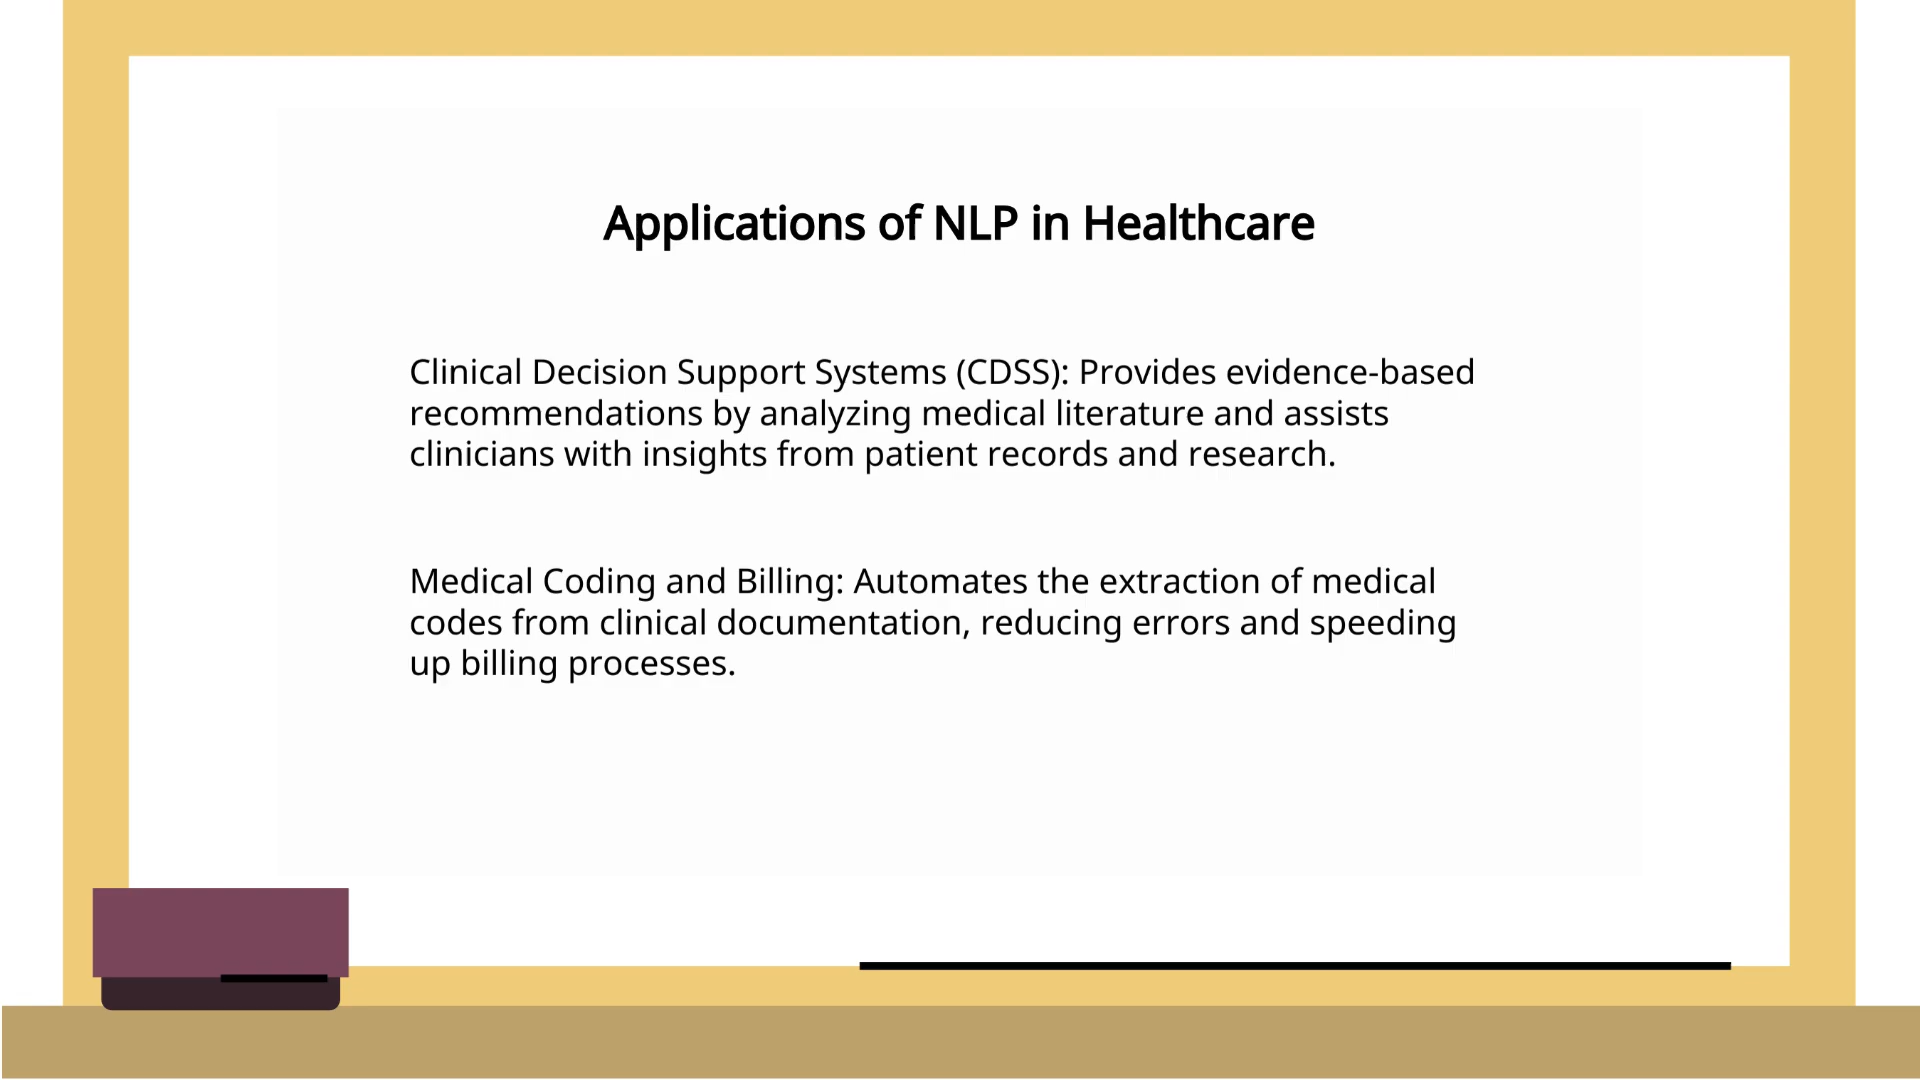 Applications of NLP in Healthcare
Clinical Decision Support Systems (CDSS): Provides evidence-based
recommendations by analyzing medical literature and assists
clinicians with insights from patient records and research.
Medical Coding and Billing: Automates the extraction of medical
codes from clinical documentation, reducing errors and speeding
up billing processes.